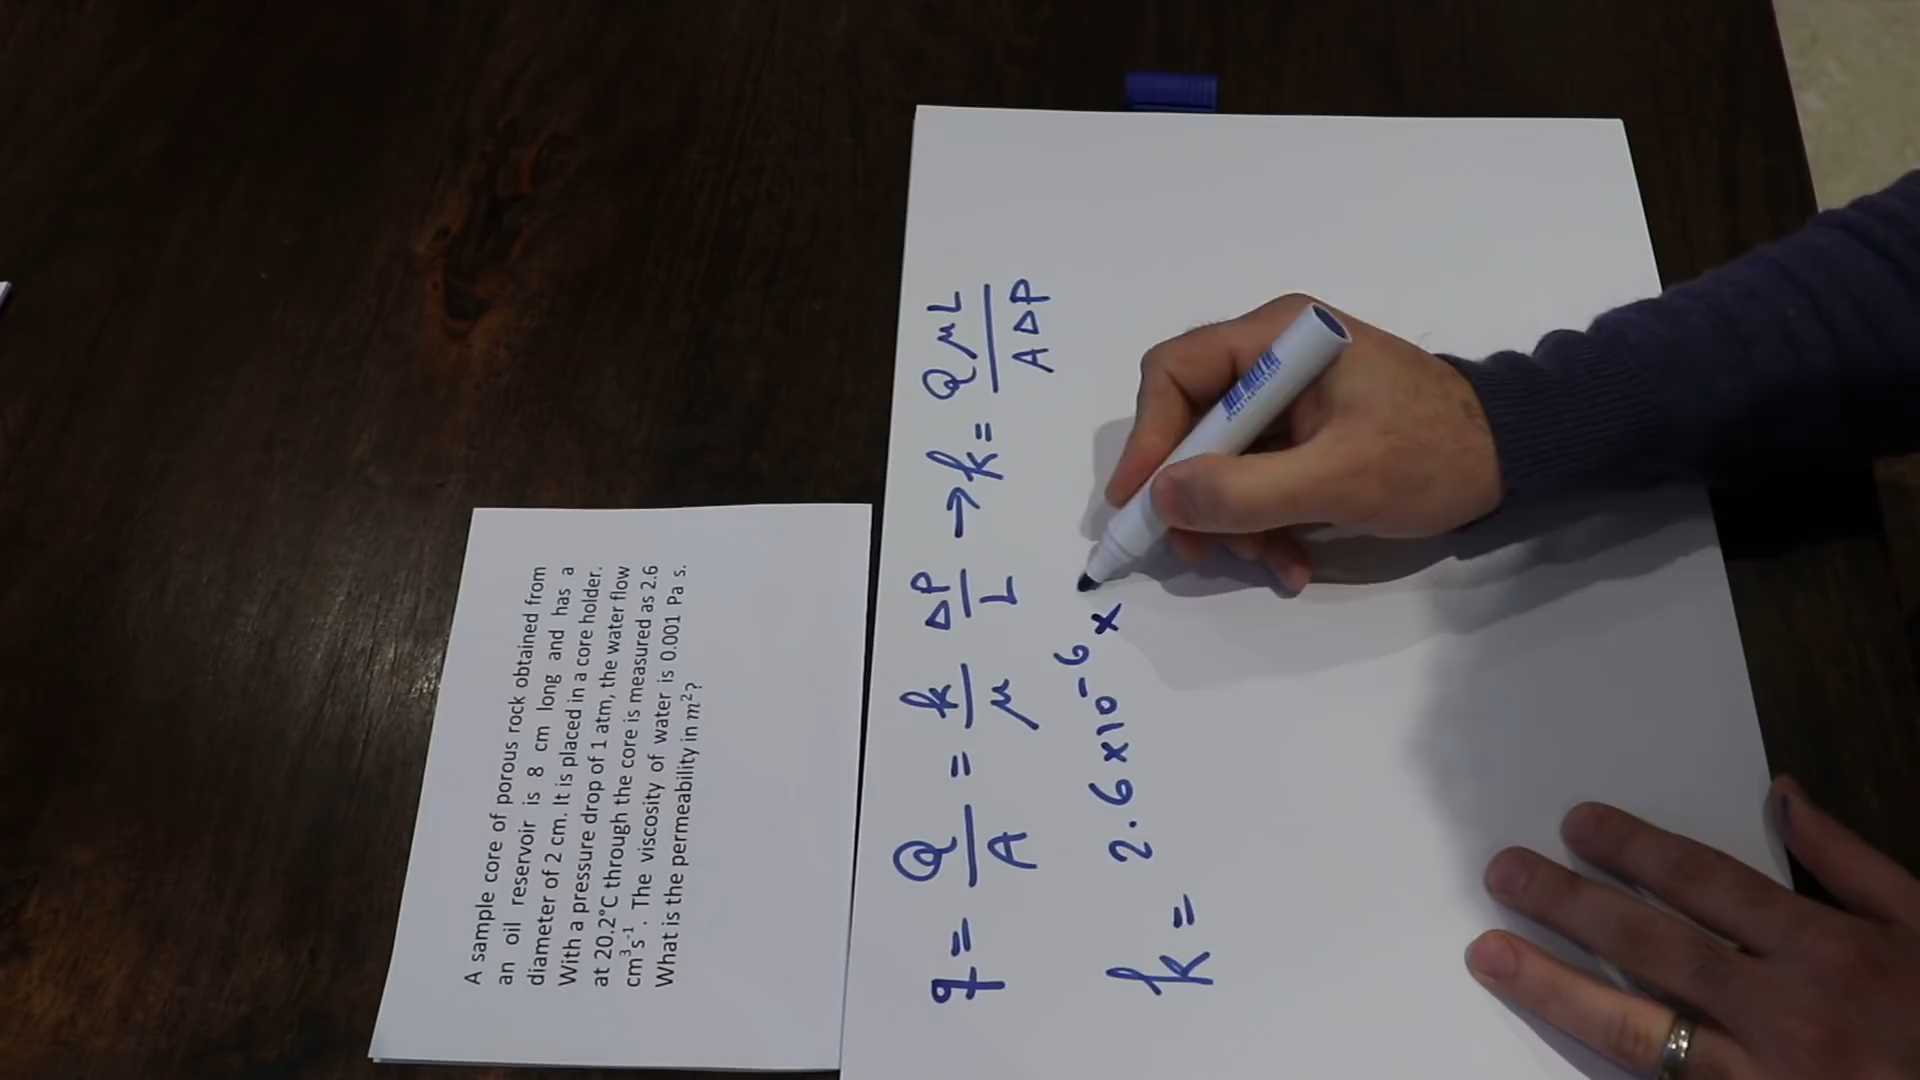 A sample core of porous rock obtained from
an oil reservoir is 8 cm long and has a
diameter of 2 cm. It is placed in a core holder.
With a pressure drop of 1 atm, the water flow
at 20.2°C through the core is measured as 2.6
cm³s⁻¹. The viscosity of water is 0.001 Pa s.
What is the permeability in m²?
q = Q/A = k/μ ΔP/L → k = QμL/AΔP
k = 2.6×10⁻⁶ ×